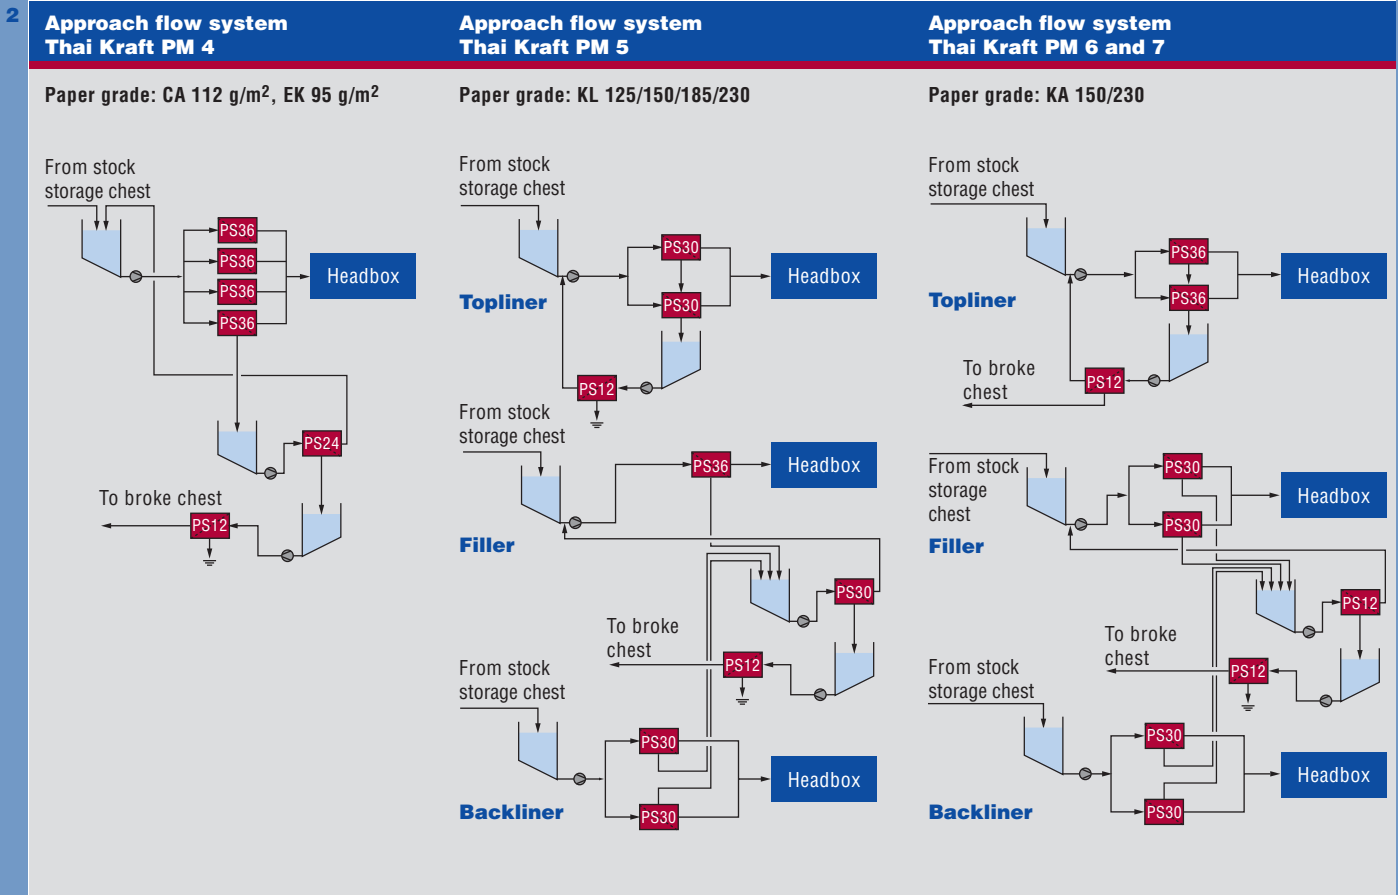 2
Approach flow system
Thai Kraft PM 4
Paper grade: CA 112 g/m², EK 95 g/m²
From stock
storage chest
PS36
PS36
PS36
PS36
Headbox
PS24
To broke chest
PS12
Approach flow system
Thai Kraft PM 5
Paper grade: KL 125/150/185/230
From stock
storage chest
PS30
Headbox
Topliner
PS30
PS12
From stock
storage chest
PS36
Headbox
Filler
PS30
To broke
chest
PS12
From stock
storage chest
PS30
Headbox
Backliner
PS30
Approach flow system
Thai Kraft PM 6 and 7
Paper grade: KA 150/230
From stock
storage chest
PS36
Headbox
Topliner
PS36
To broke
chest
PS12
From stock
storage
chest
PS30
Headbox
PS30
Filler
PS12
To broke
chest
PS12
From stock
storage chest
PS30
Headbox
Backliner
PS30